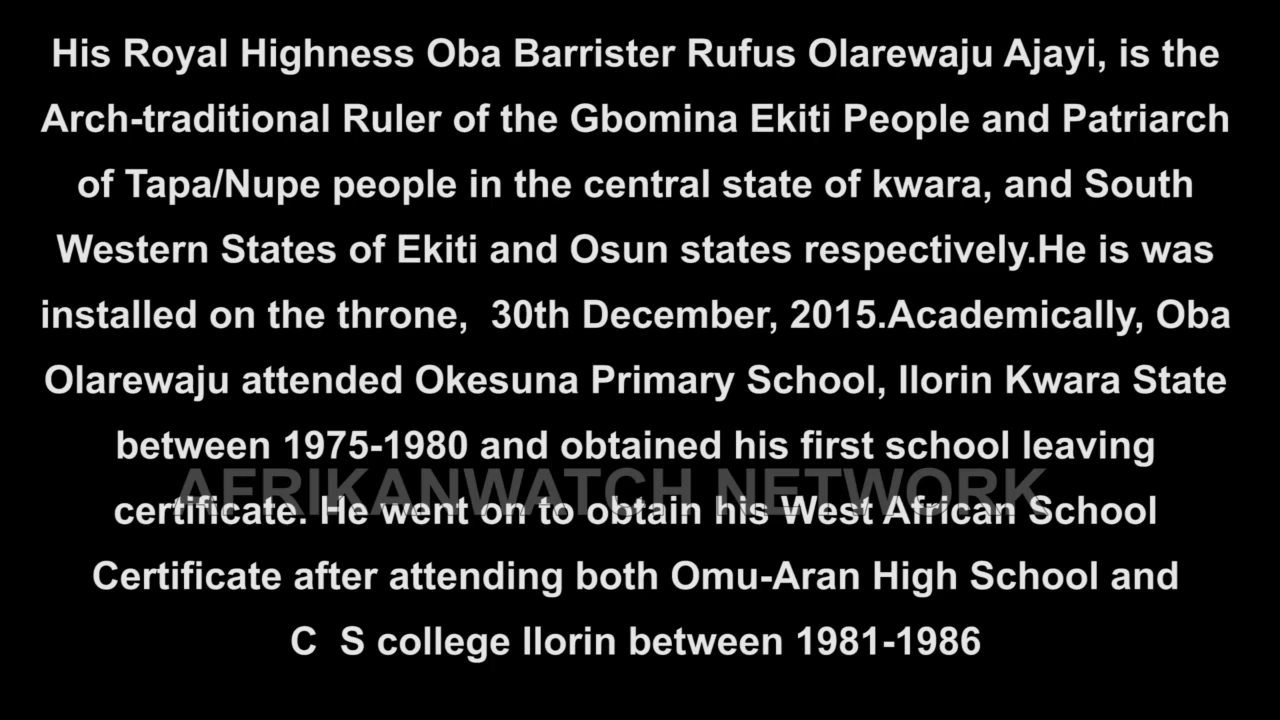 His Royal Highness Oba Barrister Rufus Olarewaju Ajayi, is the
Arch-traditional Ruler of the Gbomina Ekiti People and Patriarch
of Tapa/Nupe people in the central state of kwara, and South
Western States of Ekiti and Osun states respectively.He is was
installed on the throne,  30th December, 2015.Academically, Oba
Olarewaju attended Okesuna Primary School, Ilorin Kwara State
between 1975-1980 and obtained his first school leaving
AFRIKANWATCH NETWORK
certificate. He went on to obtain his West African School
Certificate after attending both Omu-Aran High School and
C  S college Ilorin between 1981-1986